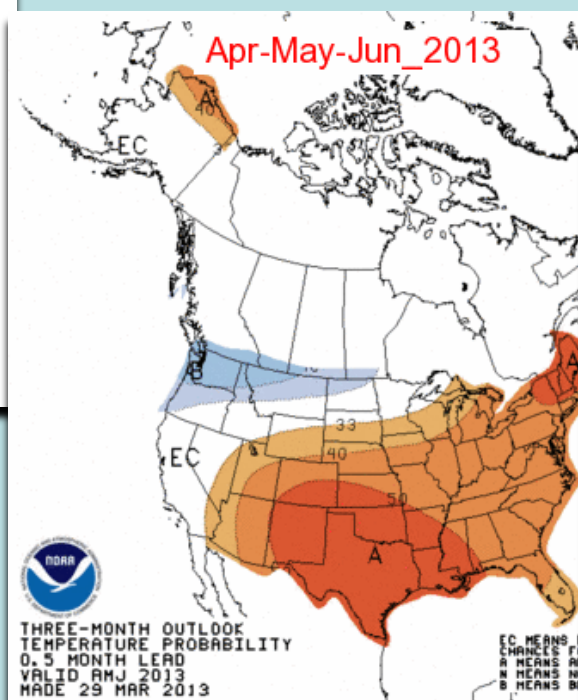 Apr-May-Jun_2013
A
40
EC
B
33
EC
40
50
A
A
NOAA
THREE-MONTH OUTLOOK
TEMPERATURE PROBABILITY
0.5 MONTH LEAD
VALID AMJ 2013
MADE 29 MAR 2013
EC MEANS
CHANCES F
A MEANS A
N MEANS N
B MEANS B